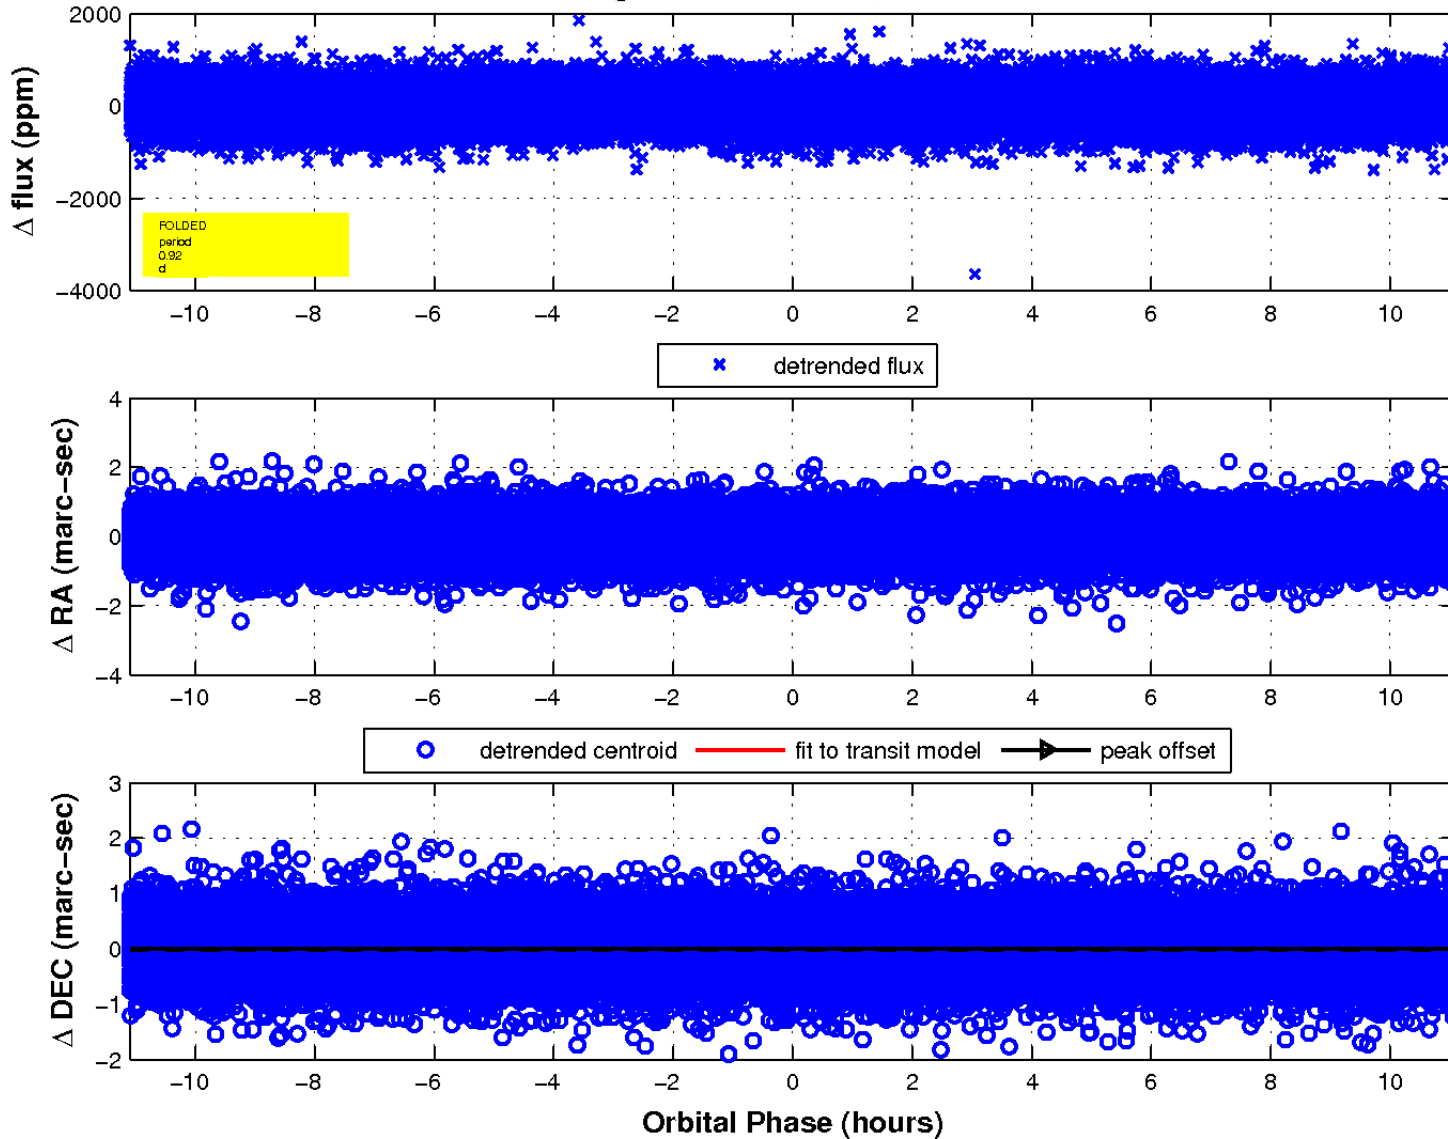 2000
0
−2000
−4000
Δ flux (ppm)
FOLDED
period
0.92
d
−10 −8 −6 −4 −2 0 2 4 6 8 10
detrended flux
4
2
0
−2
−4
Δ RA (marc−sec)
−10 −8 −6 −4 −2 0 2 4 6 8 10
detrended centroid fit to transit model peak offset
3
2
1
0
−1
−2
Δ DEC (marc−sec)
−10 −8 −6 −4 −2 0 2 4 6 8 10
Orbital Phase (hours)